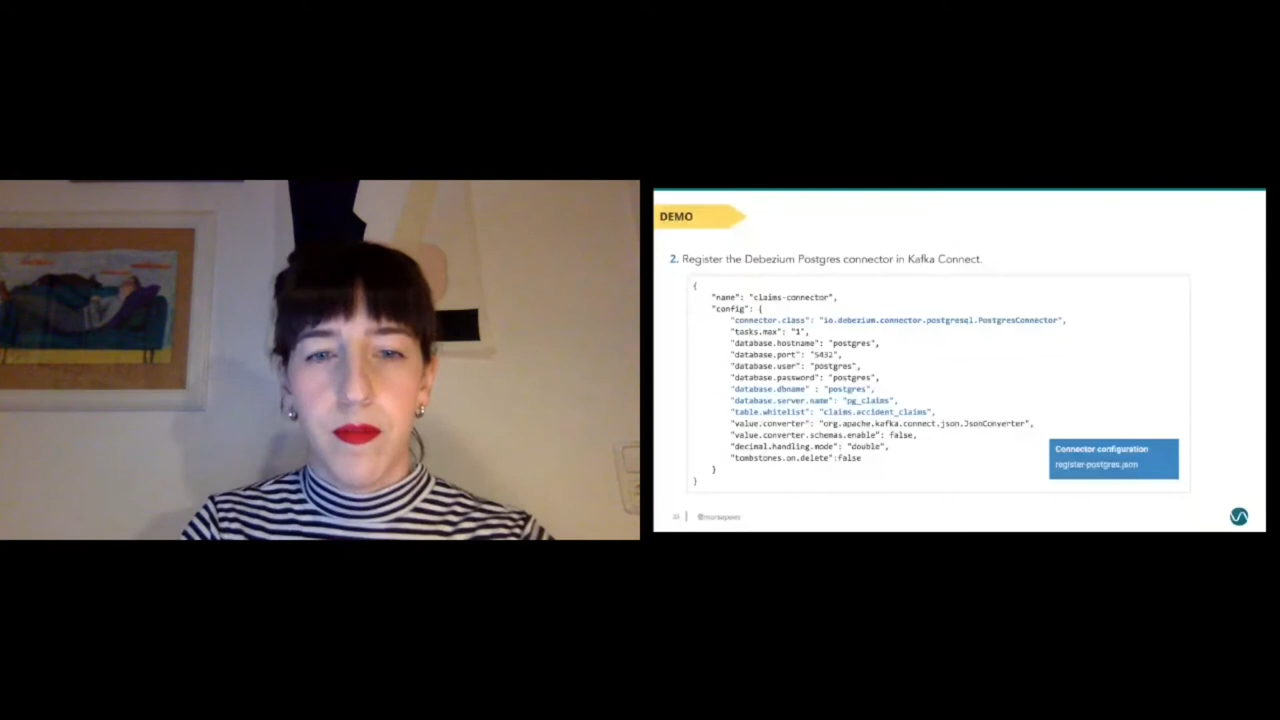 DEMO
2. Register the Debezium Postgres connector in Kafka Connect.
{
"name": "claims-connector",
"config": {
"connector.class": "io.debezium.connector.postgresql.PostgresConnector",
"tasks.max": "1",
"database.hostname": "postgres",
"database.port": "5432",
"database.user": "postgres",
"database.password": "postgres",
"database.dbname" : "postgres",
"database.server.name": "pg_claims",
"table.whitelist": "claims.accident_claims",
"value.converter": "org.apache.kafka.connect.json.JsonConverter",
"value.converter.schemas.enable": false,
"decimal.handling.mode": "double",
"tombstones.on.delete":false
}
}
Connector configuration
register-postgres.json